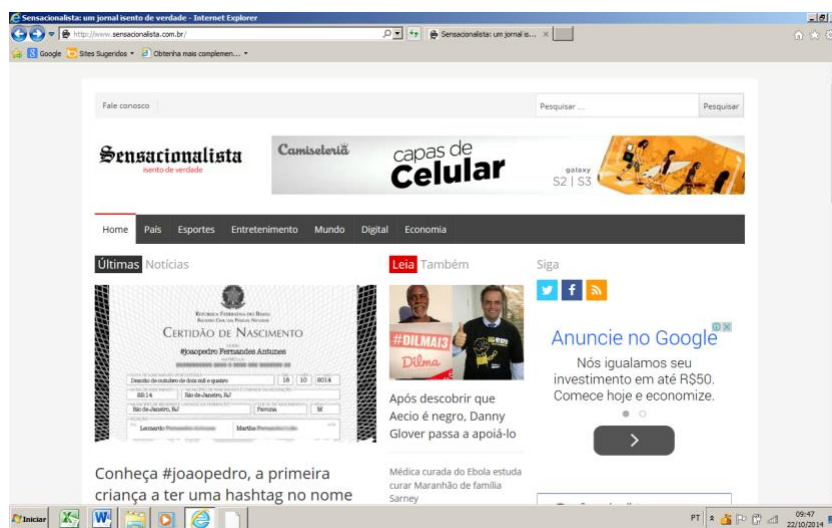 Sensacionalista: um jornal isento de verdade - Internet Explorer
http://www.sensacionalista.com.br/
Sensacionalista: um jornal is...
Google
Sites Sugeridos
Obtenha mais complemen...
Fale conosco
Pesquisar ...
Pesquisar
Sensacionalista
isento de verdade
Camiseteria
capas de
Celular
galaxy
S2 | S3
Home País Esportes Entretenimento Mundo Digital Economia
Últimas Notícias
CERTIDÃO DE NASCIMENTO
#joaopedro Fernandes Antunes
18 10
Rio de Janeiro, RJ
Rio de Janeiro, RJ
Leonardo
Martha
Conheça #joaopedro, a primeira
criança a ter uma hashtag no nome
Leia Também
#DILMA13
Dilma
Após descobrir que
Aecio é negro, Danny
Glover passa a apoiá-lo
Médica curada do Ebola estuda
curar Maranhão de família
Sarney
Siga
Anuncie no Google
Nós igualamos seu
investimento em até R$50.
Comece hoje e economize.
Iniciar
PT
09:47
22/10/2014